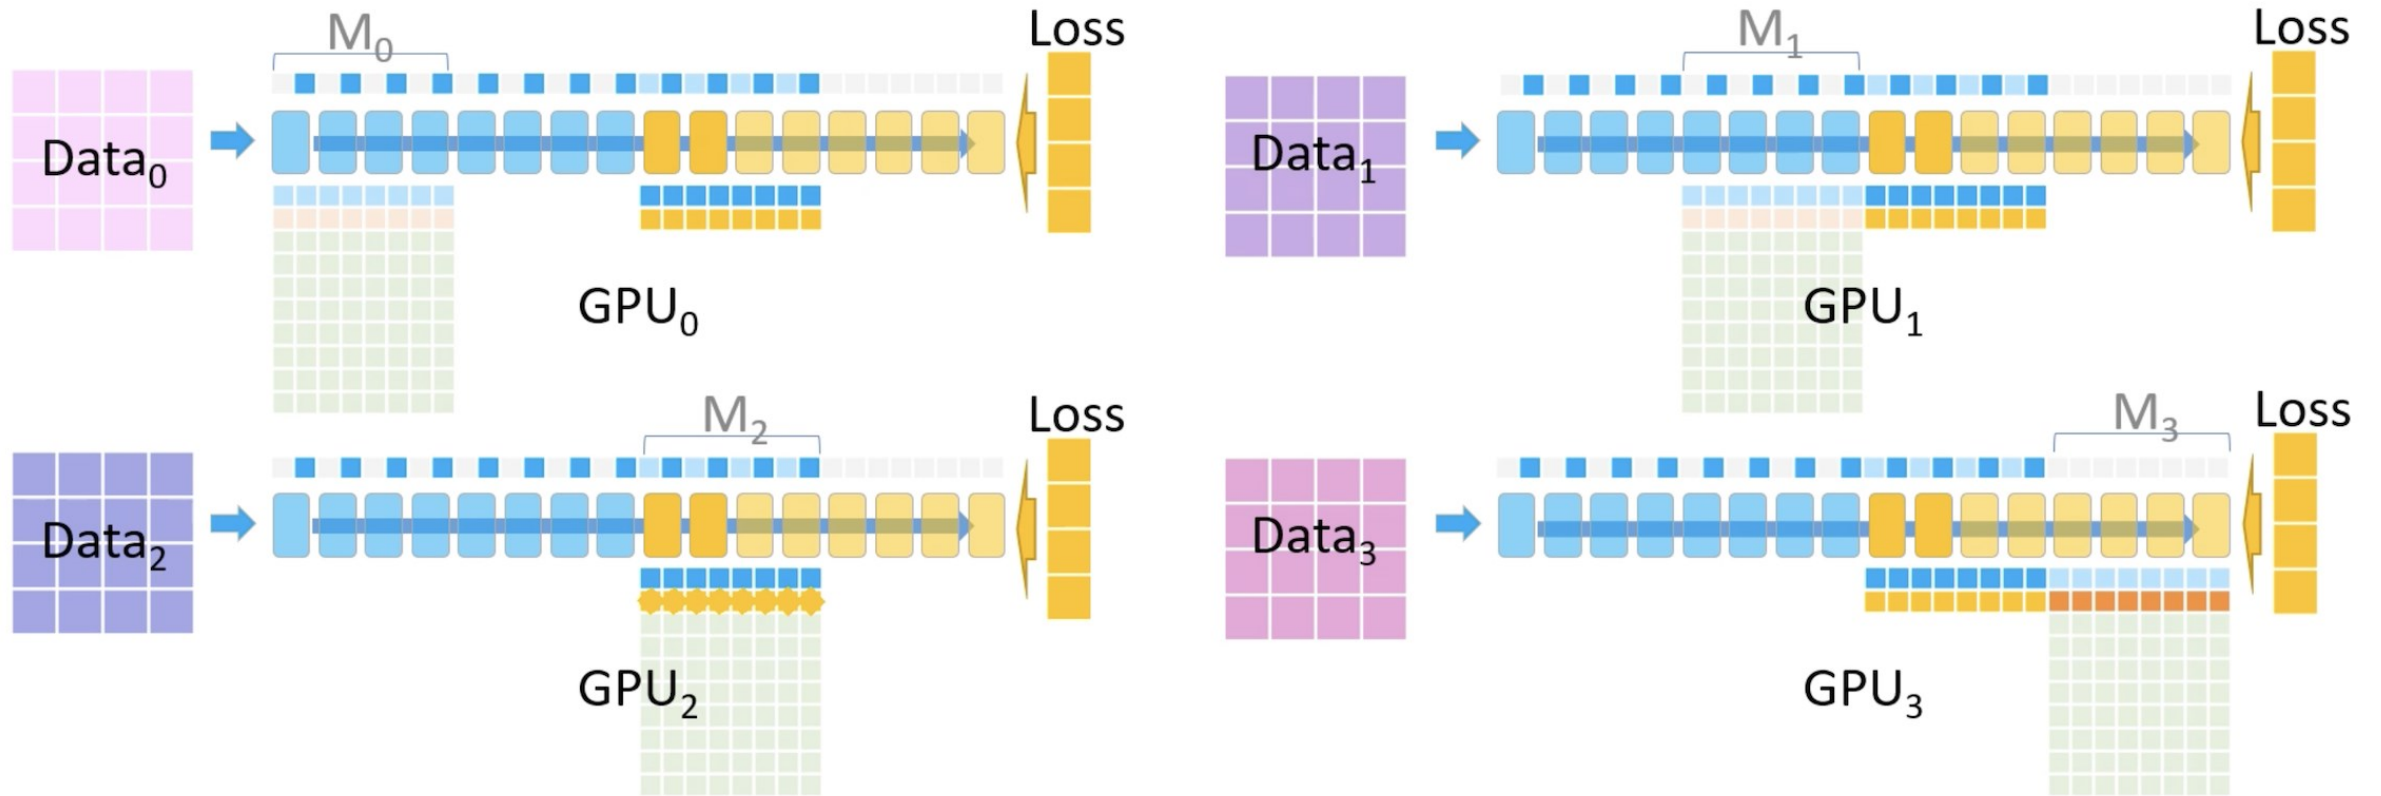 M₀
Loss
Data₀
GPU₀
M₁
Loss
Data₁
GPU₁
M₂
Loss
Data₂
GPU₂
M₃
Loss
Data₃
GPU₃